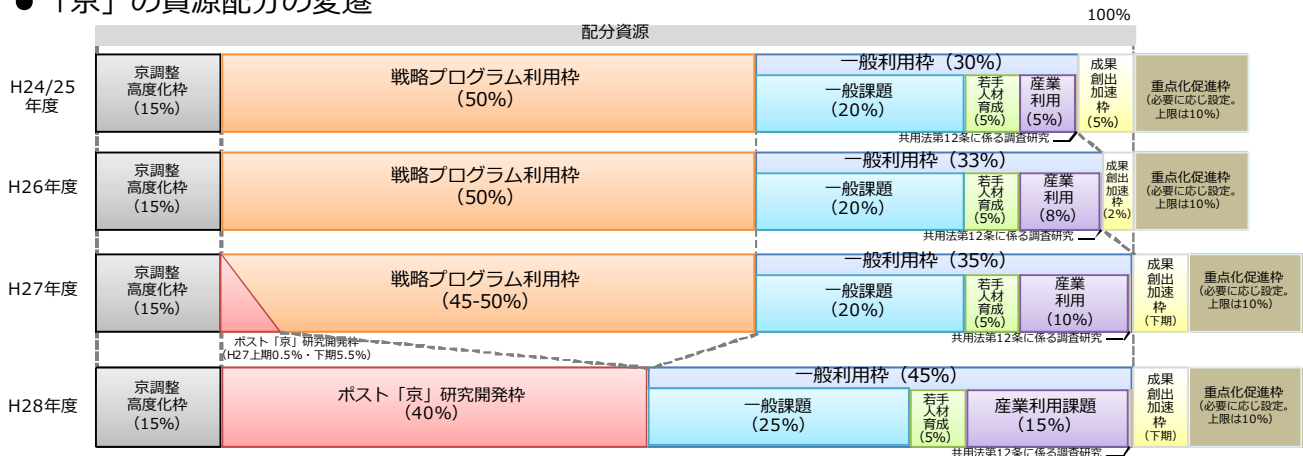 ●「京」の資源配分の変遷
100%
配分資源
H24/25
年度
京調整
高度化枠
(15%)
戦略プログラム利用枠
(50%)
一般利用枠（30%）
一般課題
(20%)
若手
人材
育成
(5%)
産業
利用
(5%)
成果
創出
加速
枠
(5%)
重点化促進枠
(必要に応じ設定。
上限は10%)
共用法第12条に係る調査研究
H26年度
京調整
高度化枠
(15%)
戦略プログラム利用枠
(50%)
一般利用枠（33%）
一般課題
(20%)
若手
人材
育成
(5%)
産業
利用
(8%)
成果
創出
加速
枠
(2%)
重点化促進枠
(必要に応じ設定。
上限は10%)
共用法第12条に係る調査研究
H27年度
京調整
高度化枠
(15%)
戦略プログラム利用枠
(45-50%)
一般利用枠（35%）
一般課題
(20%)
若手
人材
育成
(5%)
産業
利用
(10%)
成果
創出
加速
枠
(下期)
重点化促進枠
(必要に応じ設定。
上限は10%)
ポスト「京」研究開発枠
(H27上期0.5%・下期5.5%)
共用法第12条に係る調査研究
H28年度
京調整
高度化枠
(15%)
ポスト「京」研究開発枠
(40%)
一般利用枠（45%）
一般課題
(25%)
若手
人材
育成
(5%)
産業利用課題
(15%)
成果
創出
加速
枠
(下期)
重点化促進枠
(必要に応じ設定。
上限は10%)
共用法第12条に係る調査研究